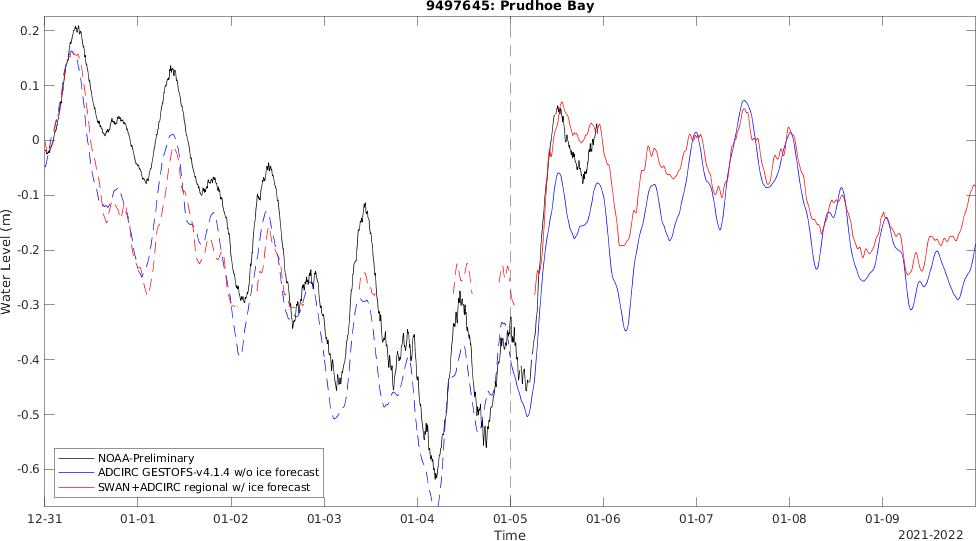 9497645: Prudhoe Bay
0.2
0.1
0
-0.1
-0.2
-0.3
-0.4
-0.5
-0.6
Water Level (m)
NOAA-Preliminary
ADCIRC GESTOFS-v4.1.4 w/o ice forecast
SWAN+ADCIRC regional w/ ice forecast
12-31 01-01 01-02 01-03 01-04 01-05 01-06 01-07 01-08 01-09
Time
2021-2022